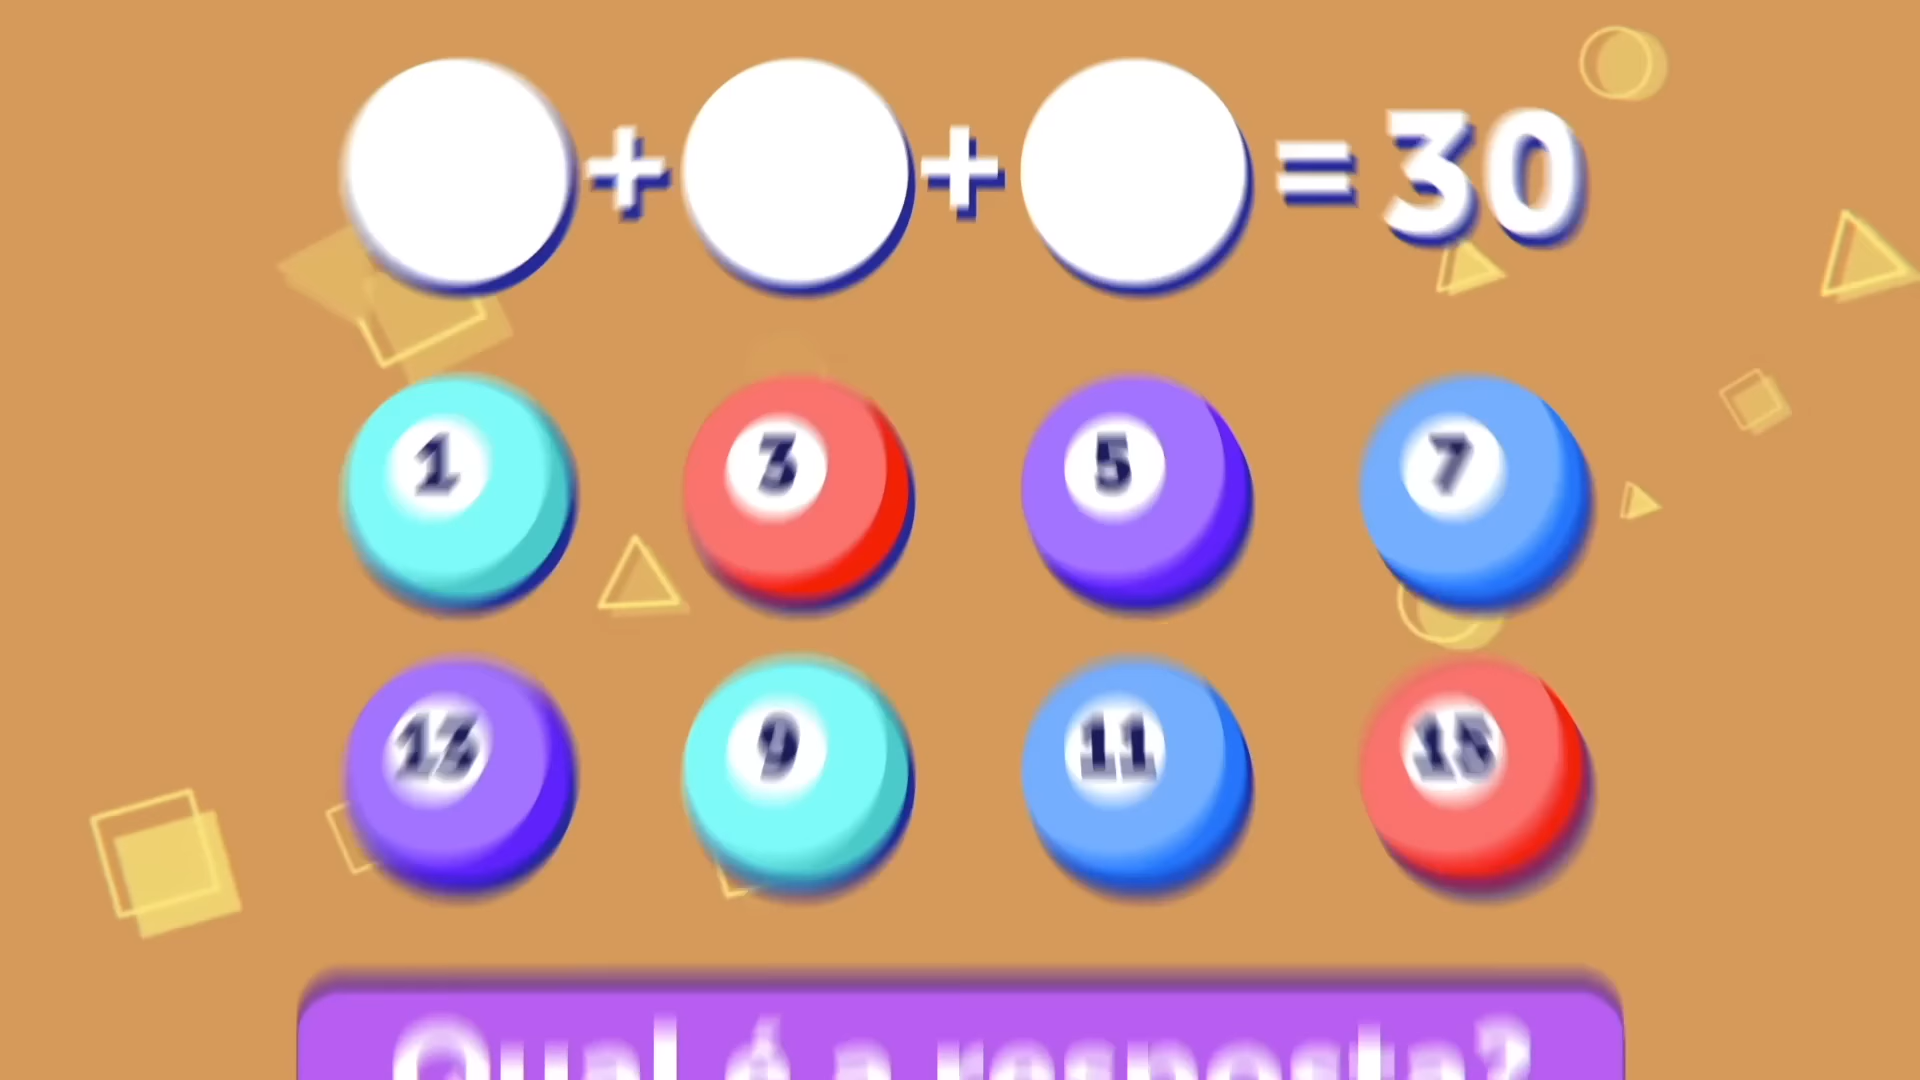 + + = 30
1 3 5 7
13 9 11 15
Qual é a resposta?